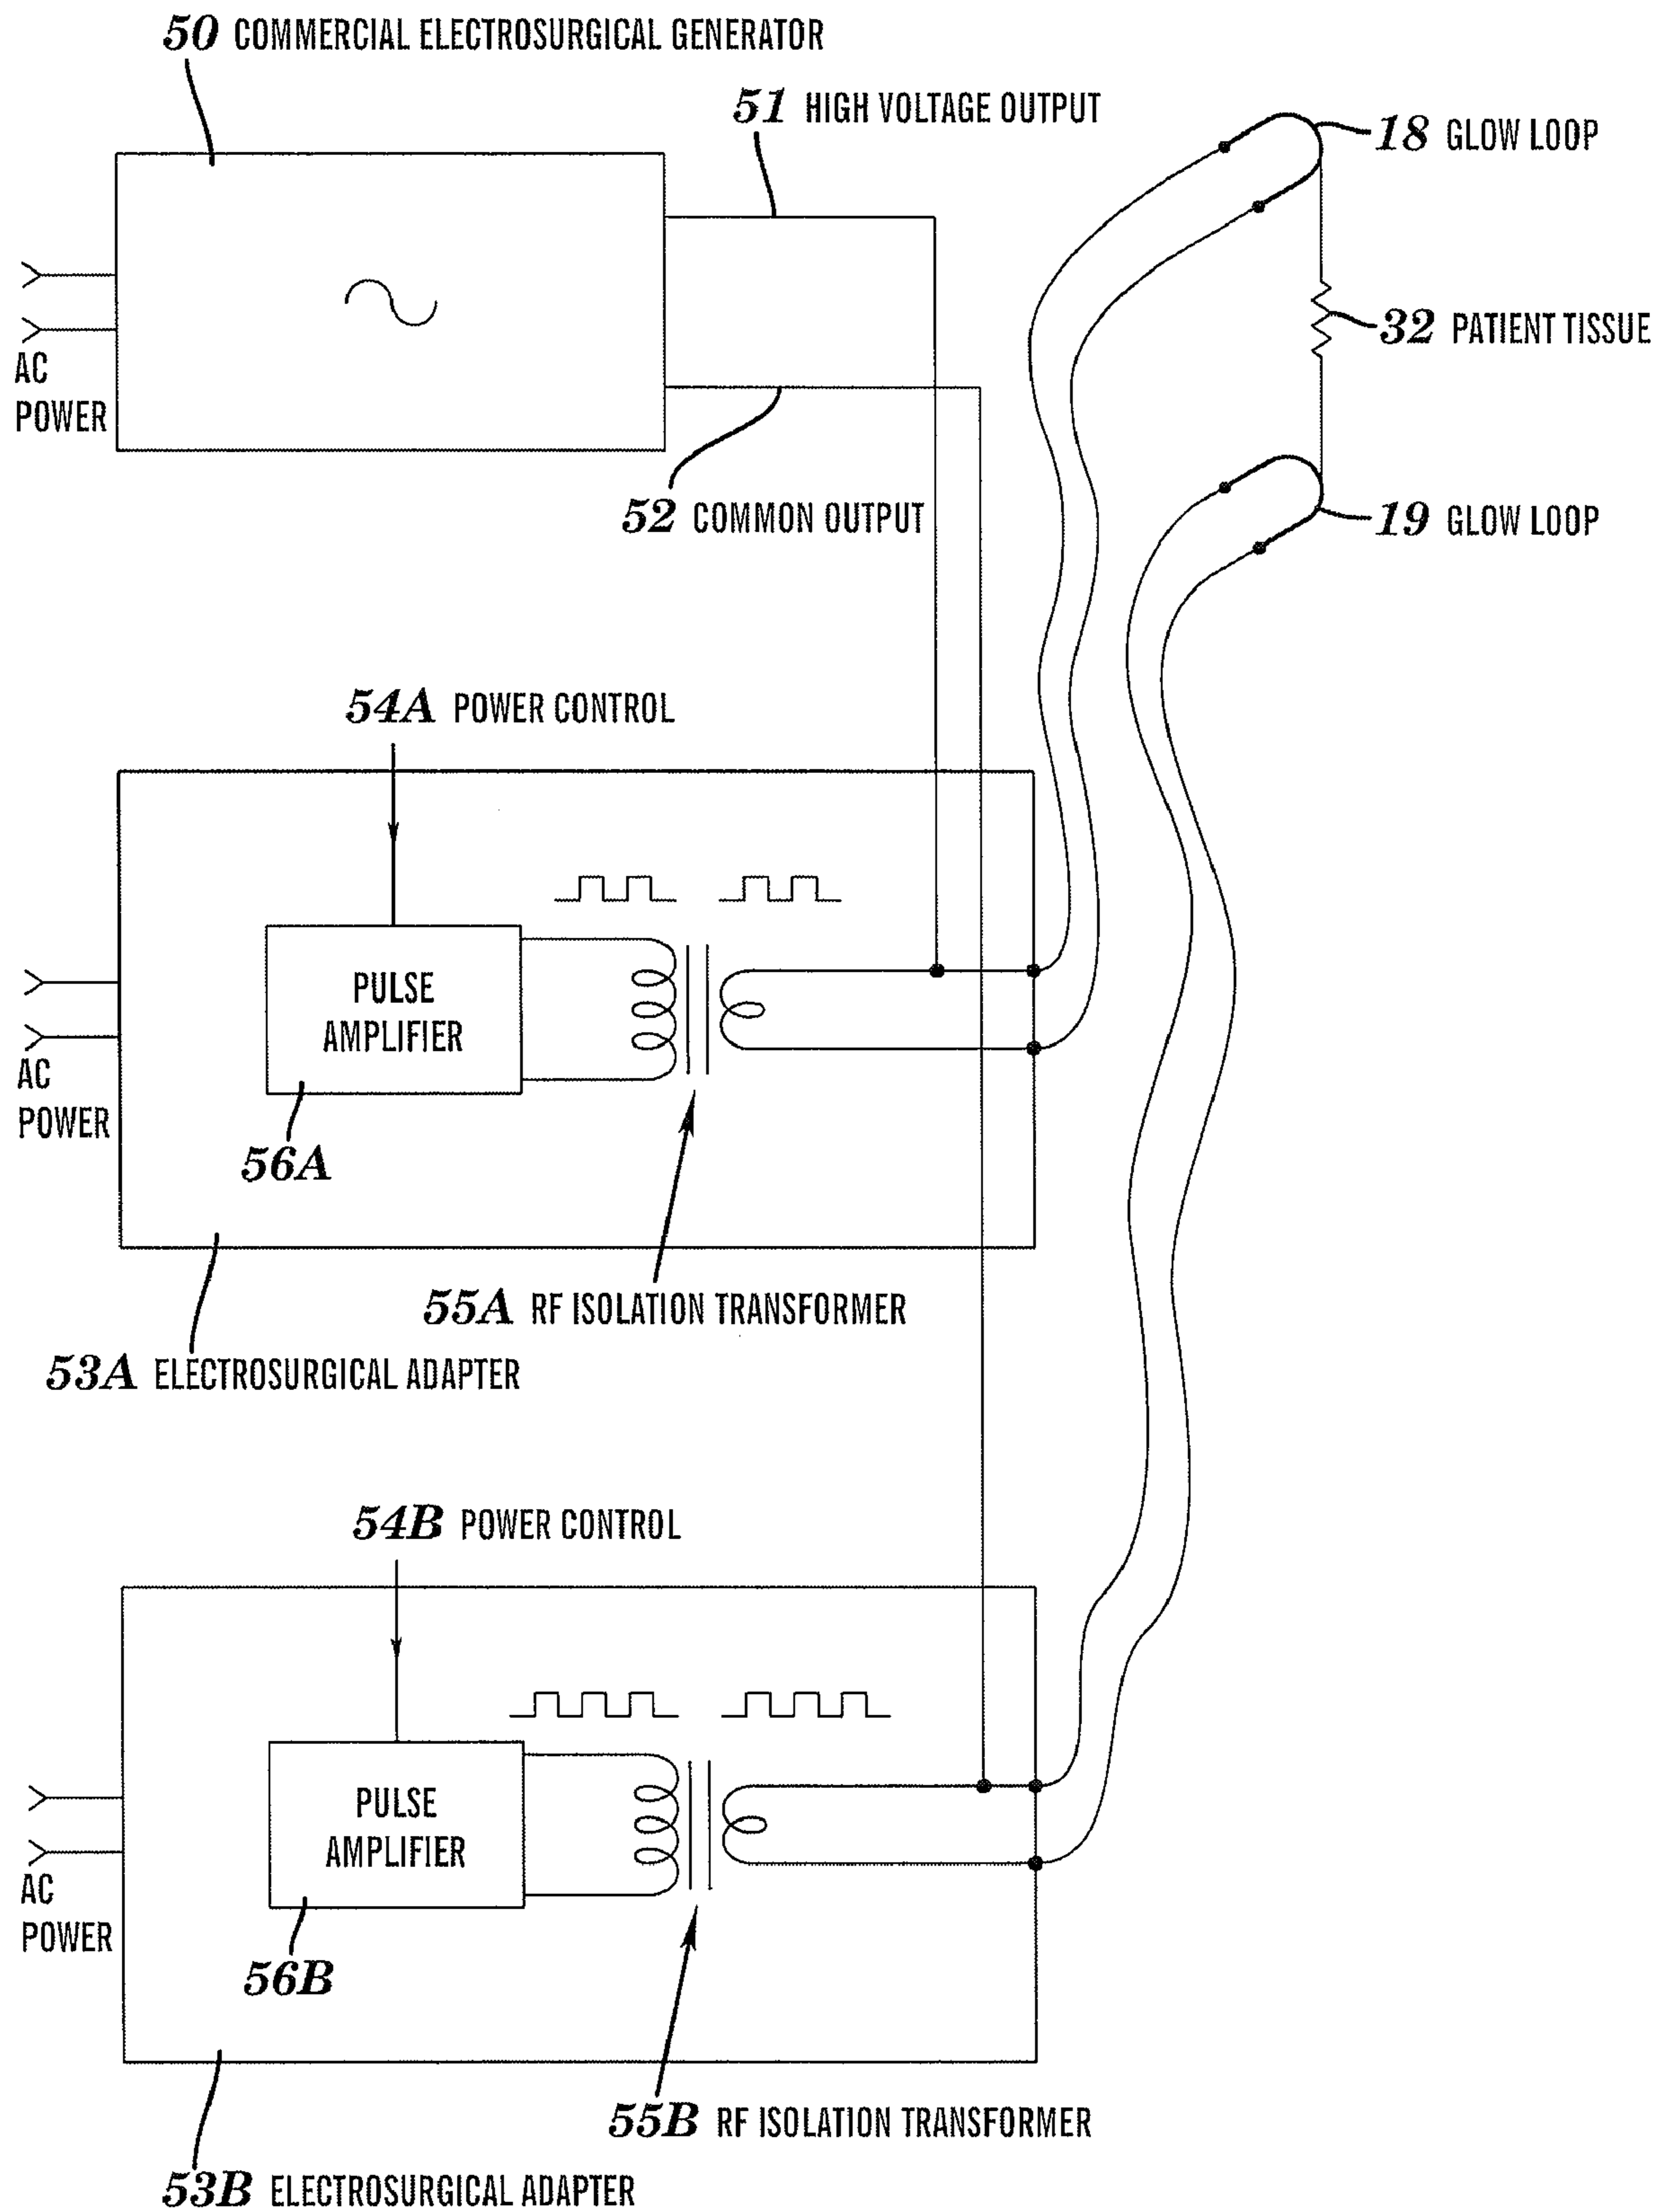 50 COMMERCIAL ELECTROSURGICAL GENERATOR
51 HIGH VOLTAGE OUTPUT
18 GLOW LOOP
32 PATIENT TISSUE
AC
POWER
52 COMMON OUTPUT
19 GLOW LOOP
54A POWER CONTROL
PULSE
AMPLIFIER
AC
POWER
56A
55A RF ISOLATION TRANSFORMER
53A ELECTROSURGICAL ADAPTER
54B POWER CONTROL
PULSE
AMPLIFIER
AC
POWER
56B
55B RF ISOLATION TRANSFORMER
53B ELECTROSURGICAL ADAPTER